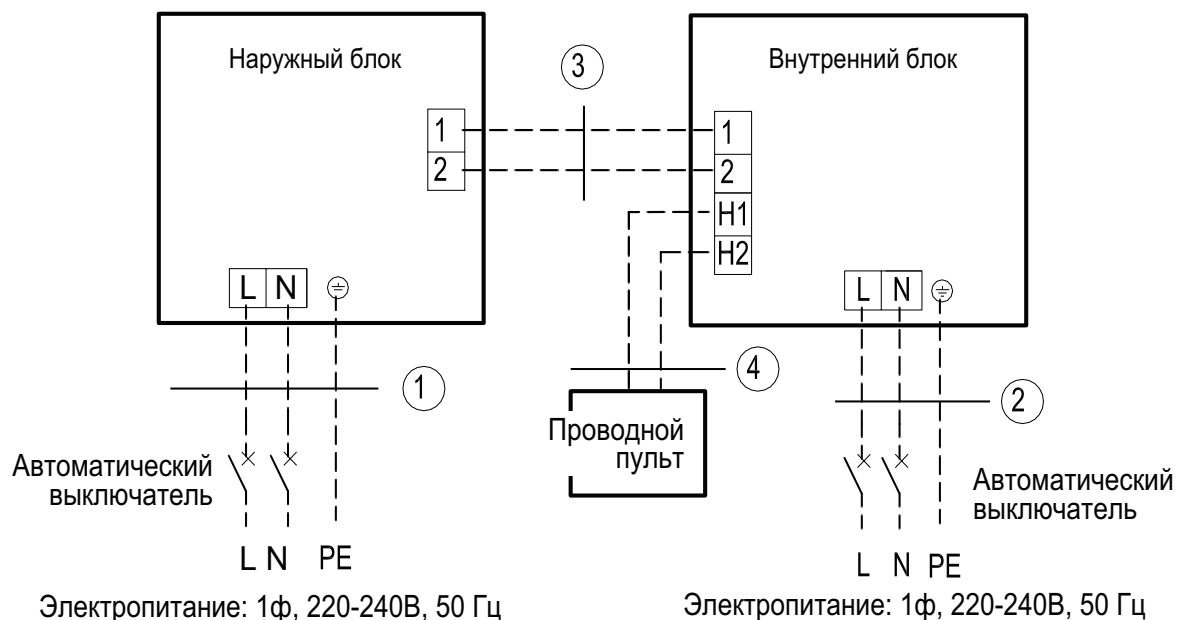 Наружный блок
Внутренний блок
3
1
2
1
2
H1
H2
L N
L N
1
4
2
Проводной
пульт
Автоматический
выключатель
Автоматический
выключатель
L N PE
L N PE
Электропитание: 1ф, 220-240В, 50 Гц
Электропитание: 1ф, 220-240В, 50 Гц